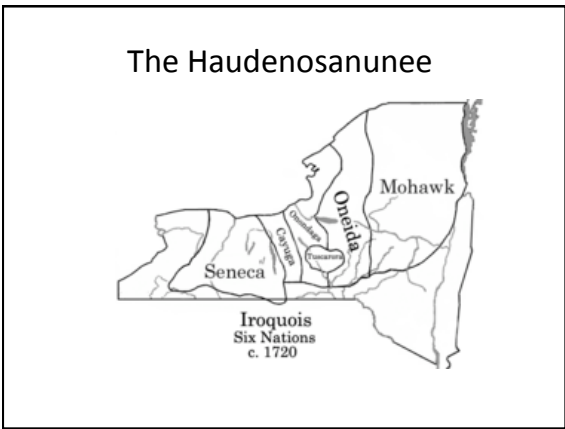 The Haudenosanunee
Mohawk
Oneida
Onondaga
Cayuga
Tuscarora
Seneca
Iroquois
Six Nations
c. 1720